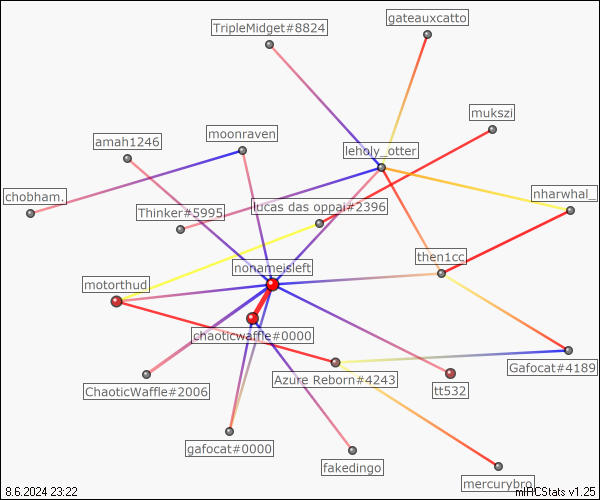 TripleMidget#8824
gateauxcatto
mukszi
amah1246
moonraven
leholy_otter
chobham.
nharwhal_
Thinker#5995
lucas das oppai#2396
then1cc
nonameisleft
motorthud
chaoticwaffle#0000
Gafocat#4189
Azure Reborn#4243
ChaoticWaffle#2006
tt532
gafocat#0000
fakedingo
mercurybro
8.6.2024 23:22
mIRCStats v1.25